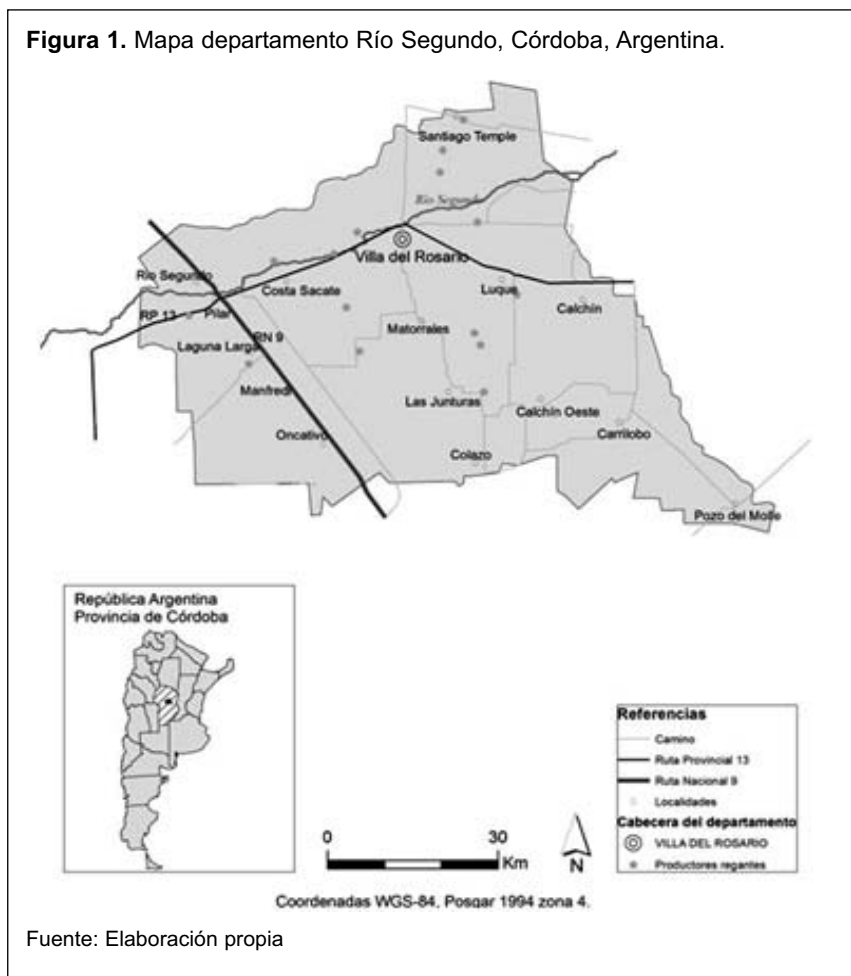 Figura 1. Mapa departamento Río Segundo, Córdoba, Argentina.
Santiago Temple
Río Segundo
Villa del Rosario
Río Segundo
Costa Sacate
Luque
Calchín
RP 13
Pilar
Matorrales
RN 9
Laguna Larga
Manfredi
Las Junturas
Calchín Oeste
Oncativo
Carrilobo
Colazo
Pozo del Molle
República Argentina
Provincia de Córdoba
Referencias
Camino
Ruta Provincial 13
Ruta Nacional 9
Localidades
Cabecera del departamento
VILLA DEL ROSARIO
Productores regantes
0 30
Km
N
Coordenadas WGS-84, Posgar 1994 zona 4.
Fuente: Elaboración propia